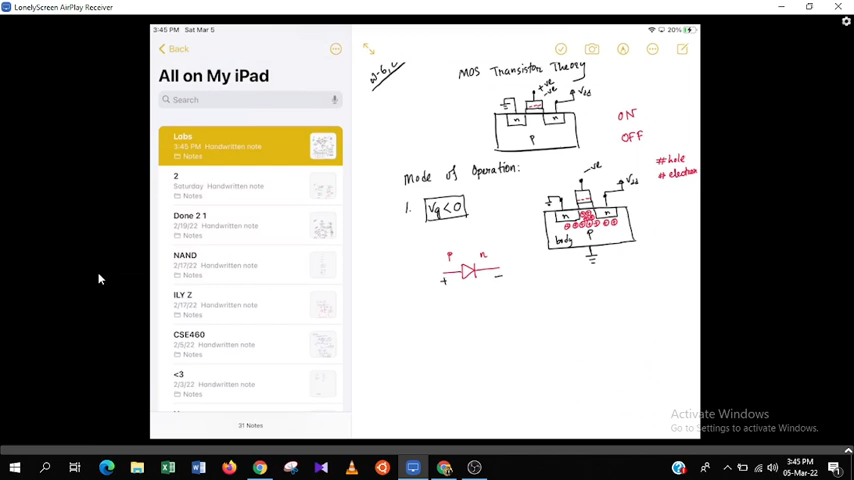 LonelyScreen AirPlay Receiver
3:45 PM Sat Mar 5
20%
Back
All on My iPad
Search
Labs
3:45 PM Handwritten note
Notes
2
Saturday Handwritten note
Notes
Done 2 1
2/19/22 Handwritten note
Notes
NAND
2/17/22 Handwritten note
Notes
ILY Z
2/17/22 Handwritten note
Notes
CSE460
2/5/22 Handwritten note
Notes
<3
2/3/22 Handwritten note
Notes
31 Notes
MOS Transistor Theory
+ve
-ve
Vdd
n n
P
ON
OFF
# hole
# electron
Mode of Operation:
1. Vg < 0
-ve
Vdd
n n
body P
P n
+ −
Activate Windows
Go to Settings to activate Windows.
3:45 PM
05-Mar-22